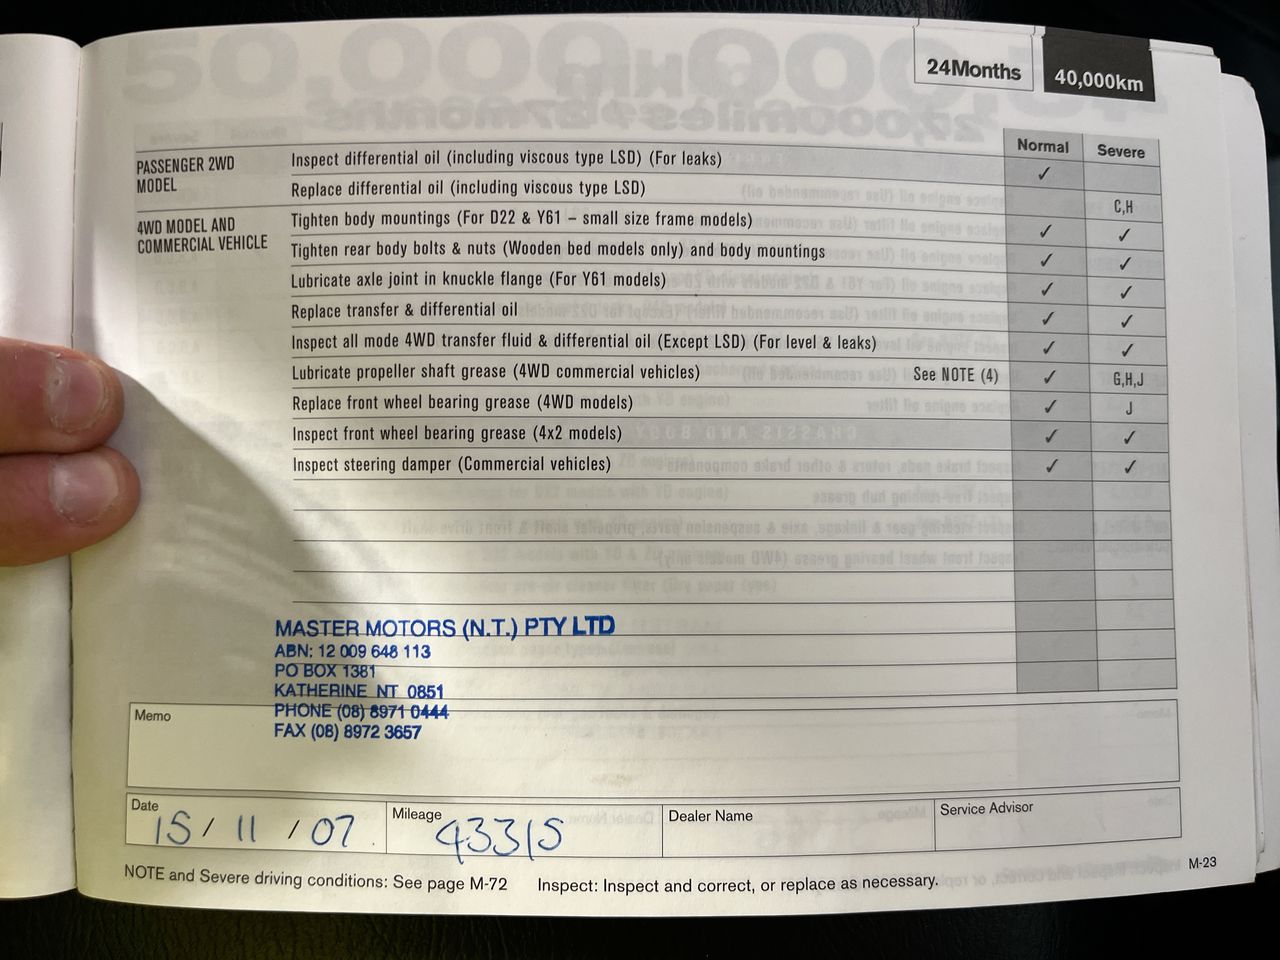 24Months 40,000km
Normal Severe
PASSENGER 2WD MODEL
Inspect differential oil (including viscous type LSD) (For leaks) ✓
Replace differential oil (including viscous type LSD) C,H
4WD MODEL AND COMMERCIAL VEHICLE
Tighten body mountings (For D22 & Y61 – small size frame models) ✓ ✓
Tighten rear body bolts & nuts (Wooden bed models only) and body mountings ✓ ✓
Lubricate axle joint in knuckle flange (For Y61 models) ✓ ✓
Replace transfer & differential oil ✓ ✓
Inspect all mode 4WD transfer fluid & differential oil (Except LSD) (For level & leaks) ✓ ✓
Lubricate propeller shaft grease (4WD commercial vehicles) See NOTE (4) ✓ G,H,J
Replace front wheel bearing grease (4WD models) ✓ J
Inspect front wheel bearing grease (4x2 models) ✓ ✓
Inspect steering damper (Commercial vehicles) ✓ ✓
MASTER MOTORS (N.T.) PTY LTD
ABN: 12 009 648 113
PO BOX 1381
KATHERINE NT 0851
PHONE (08) 8971 0444
FAX (08) 8972 3657
Memo
Date 15 / 11 / 07
Mileage 43315
Dealer Name
Service Advisor
NOTE and Severe driving conditions: See page M-72 Inspect: Inspect and correct, or replace as necessary.
M-23